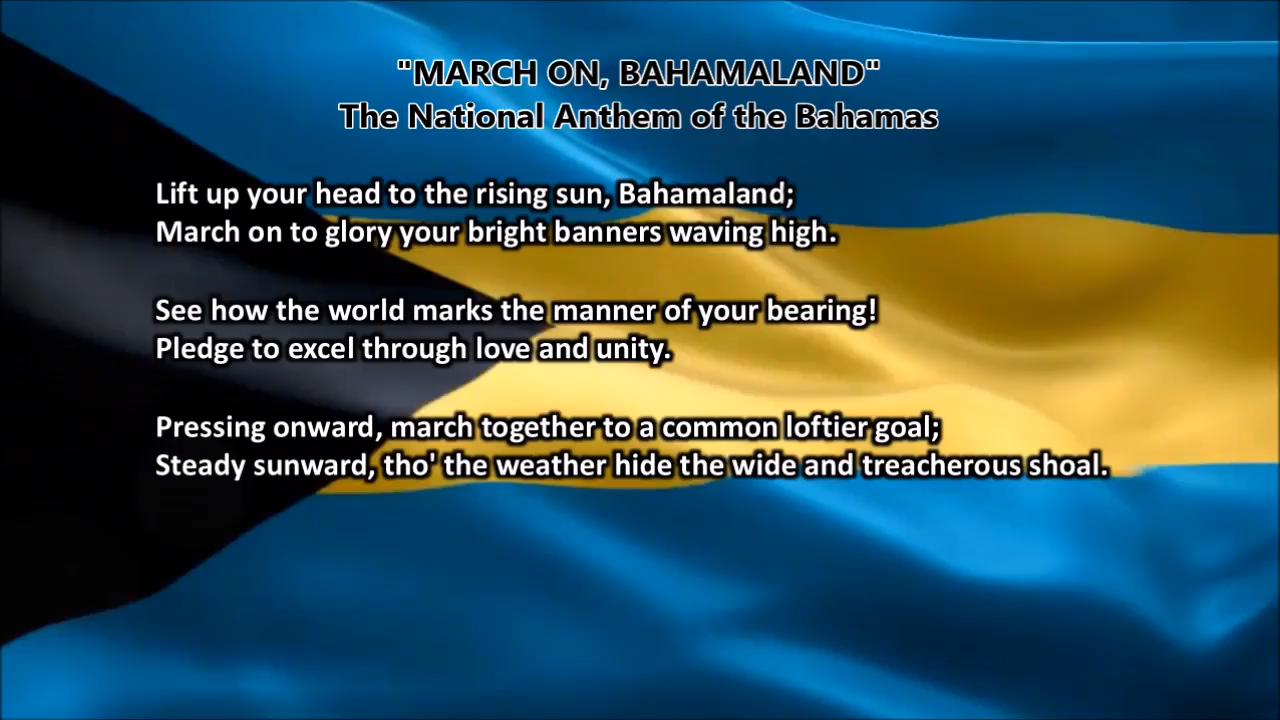 "MARCH ON, BAHAMALAND"
The National Anthem of the Bahamas
Lift up your head to the rising sun, Bahamaland;
March on to glory your bright banners waving high.
See how the world marks the manner of your bearing!
Pledge to excel through love and unity.
Pressing onward, march together to a common loftier goal;
Steady sunward, tho' the weather hide the wide and treacherous shoal.